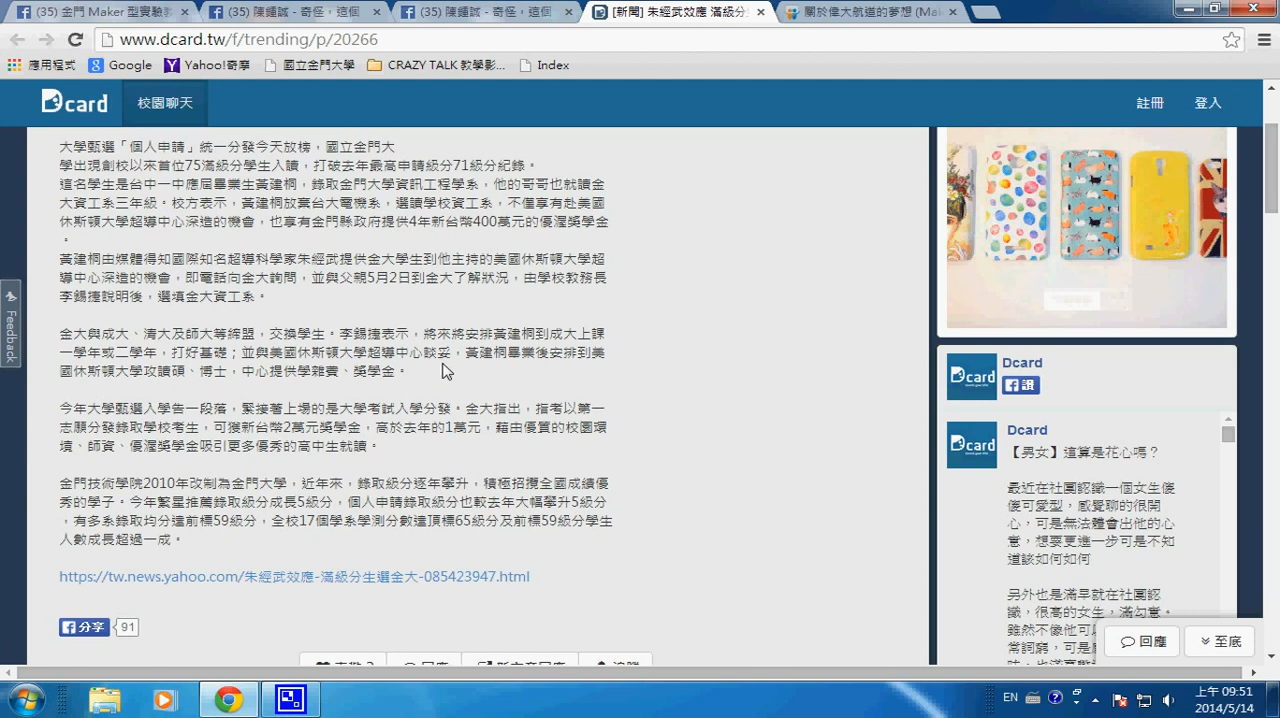 (35) 金門 Maker 型實驗教
(35) 陳鍾誠 - 奇怪，這個
(35) 陳鍾誠 - 奇怪，這個
[新聞] 朱經武效應 滿級分
關於偉大航道的夢想 (Mak
www.dcard.tw/f/trending/p/20266
應用程式 Google Yahoo!奇摩 國立金門大學 CRAZY TALK 教學影... Index
Dcard 校園聊天 註冊 登入
大學甄選「個人申請」統一分發今天放榜，國立金門大
學出現創校以來首位75滿級分學生入讀，打破去年最高申請級分71級分紀錄。
這名學生是台中一中應屆畢業生黃建桐，錄取金門大學資訊工程學系，他的哥哥也就讀金
大資工系三年級。校方表示，黃建桐放棄台大電機系，選讀學校資工系，不僅享有赴美國
休斯頓大學超導中心深造的機會，也享有金門縣政府提供4年新台幣400萬元的優渥獎學金
。
黃建桐由媒體得知國際知名超導科學家朱經武提供金大學生到他主持的美國休斯頓大學超
導中心深造的機會，即電話向金大詢問，並與父親5月2日到金大了解狀況，由學校教務長
李錫捷說明後，選填金大資工系。
金大與成大、清大及師大等締盟，交換學生。李錫捷表示，將來將安排黃建桐到成大上課
一學年或二學年，打好基礎；並與美國休斯頓大學超導中心談妥，黃建桐畢業後安排到美
國休斯頓大學攻讀碩、博士，中心提供學雜費、獎學金。
今年大學甄選入學告一段落，緊接著上場的是大學考試入學分發。金大指出，指考以第一
志願分發錄取學校考生，可獲新台幣2萬元獎學金，高於去年的1萬元，藉由優質的校園環
境、師資、優渥獎學金吸引更多優秀的高中生就讀。
金門技術學院2010年改制為金門大學，近年來，錄取級分逐年攀升，積極招攬全國成績優
秀的學子。今年繁星推薦錄取級分成長5級分，個人申請錄取級分也較去年大幅攀升5級分
，有多系錄取均分達前標59級分，全校17個學系學測分數達頂標65級分及前標59級分學生
人數成長超過一成。
https://tw.news.yahoo.com/朱經武效應-滿級分生選金大-085423947.html
分享 91
Feedback
Dcard
Dcard
讚
Dcard
Dcard
【男女】這算是花心嗎？
最近在社團認識一個女生傻
傻可愛型，感覺聊的很開
心，可是無法體會出他的心
意，想要更進一步可是不知
道該如何如何
另外也是滿早就在社團認
識，很高的女生，滿勾意。
雖然不像他可以
常詞窮，可是
回應 至底
EN
上午 09:51
2014/5/14